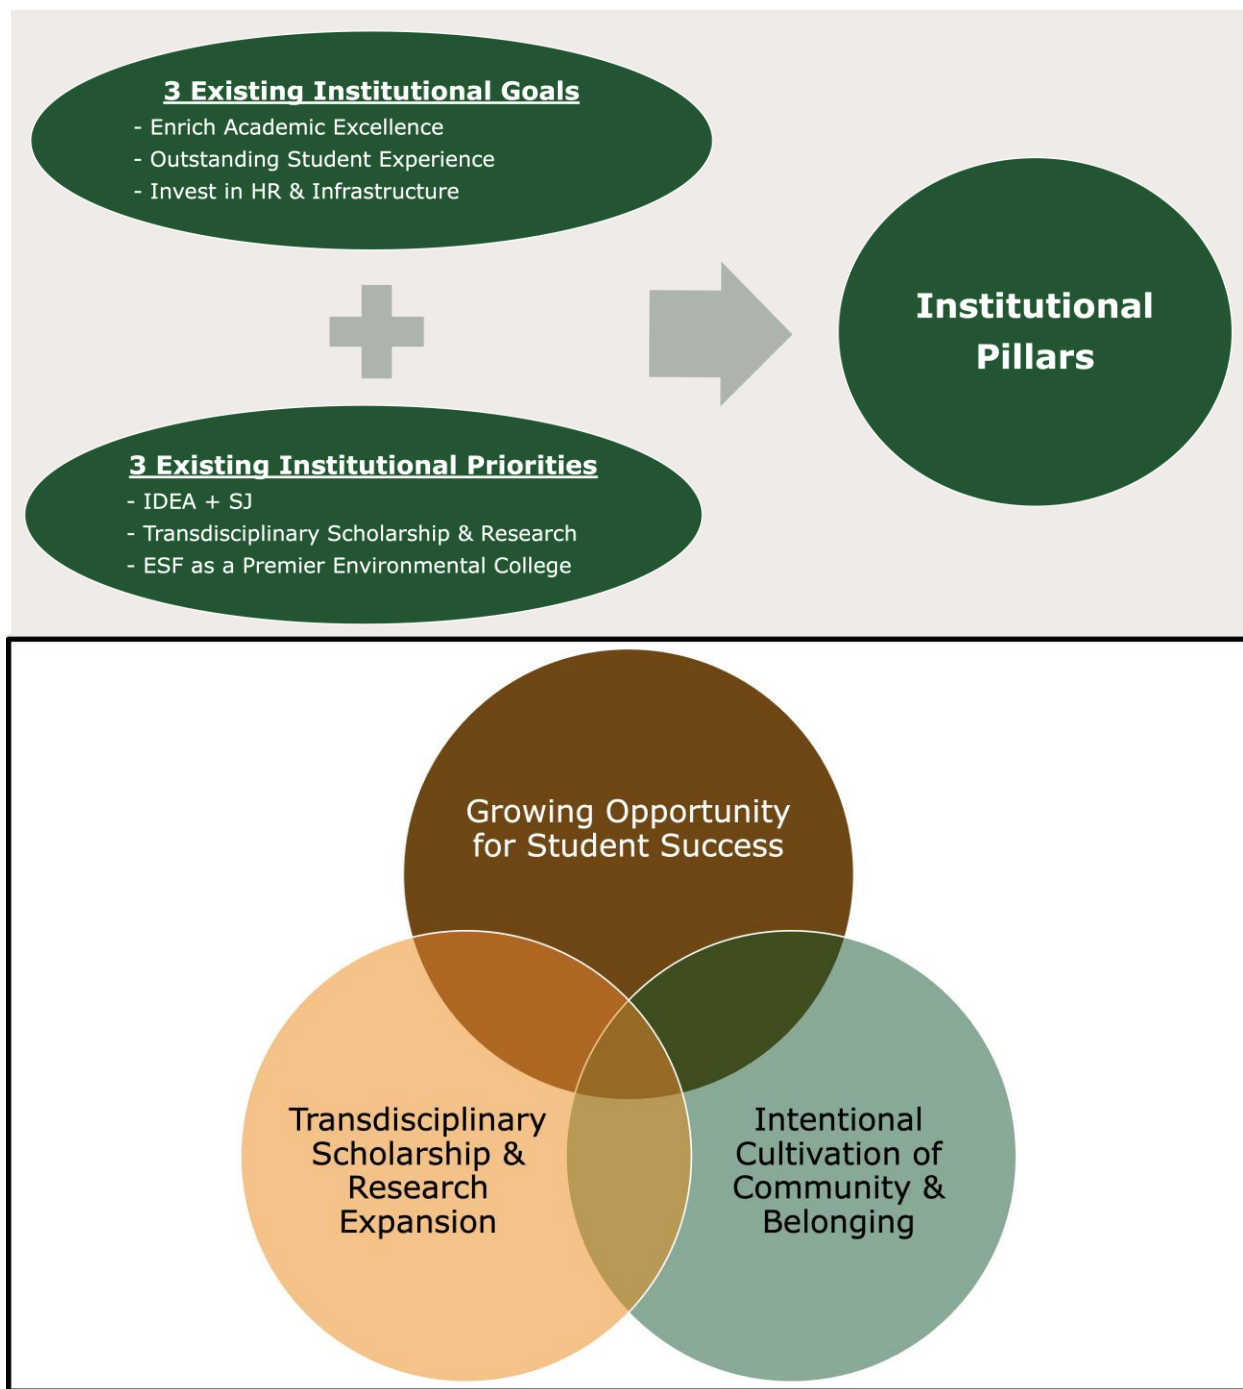 3 Existing Institutional Goals
- Enrich Academic Excellence
- Outstanding Student Experience
- Invest in HR & Infrastructure
Institutional
Pillars
3 Existing Institutional Priorities
- IDEA + SJ
- Transdisciplinary Scholarship & Research
- ESF as a Premier Environmental College
Growing Opportunity
for Student Success
Transdisciplinary
Scholarship &
Research
Expansion
Intentional
Cultivation of
Community &
Belonging